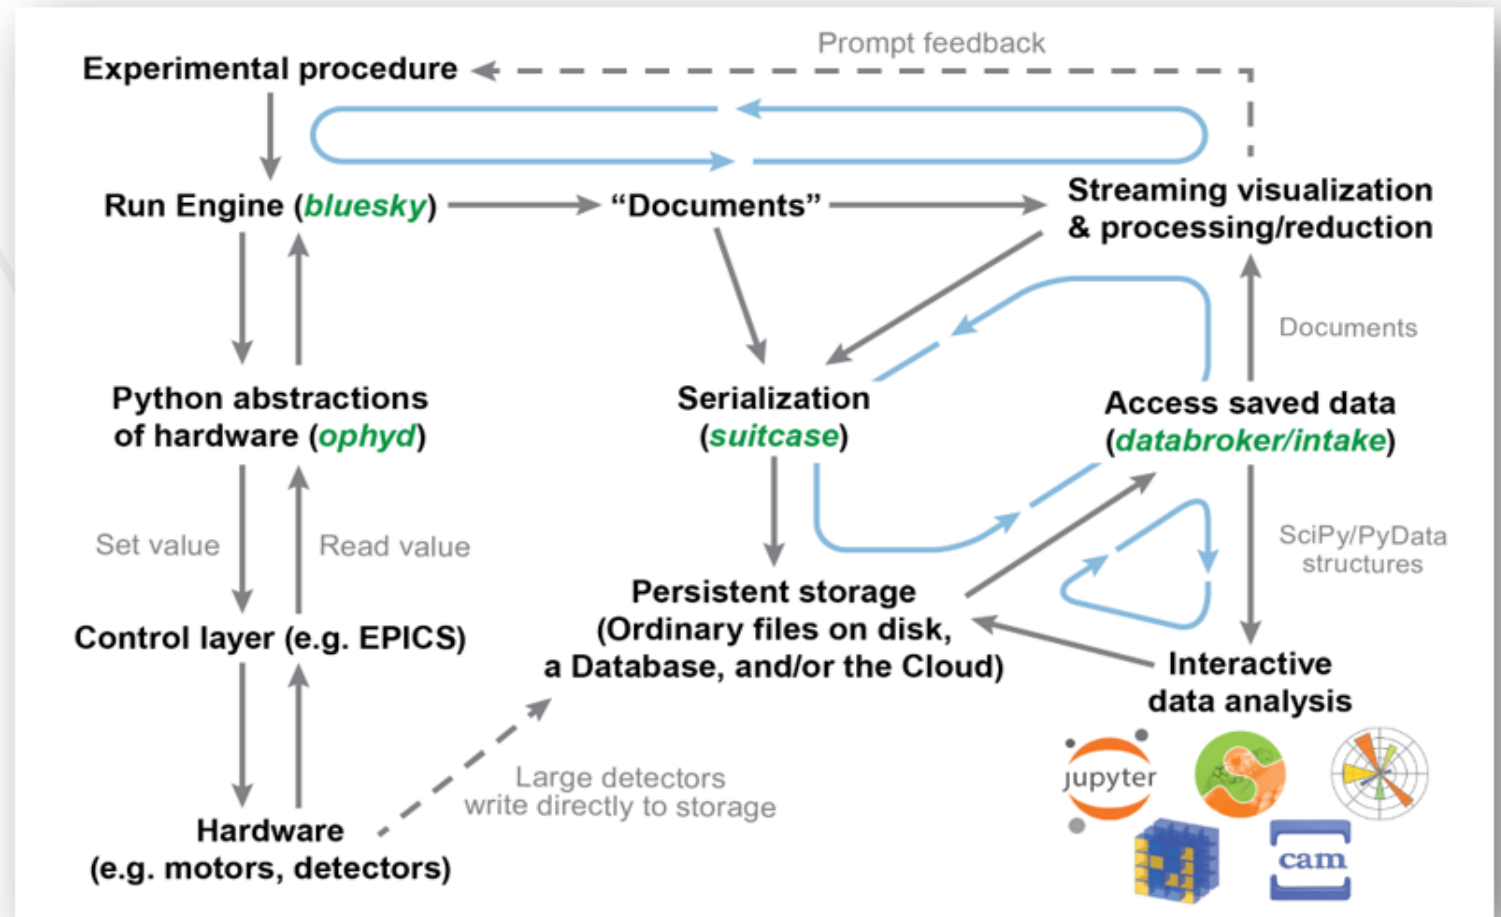 Prompt feedback
Experimental procedure
Run Engine (bluesky)
“Documents”
Streaming visualization
& processing/reduction
Documents
Python abstractions
of hardware (ophyd)
Serialization
(suitcase)
Access saved data
(databroker/intake)
Set value
Read value
SciPy/PyData
structures
Control layer (e.g. EPICS)
Persistent storage
(Ordinary files on disk,
a Database, and/or the Cloud)
Interactive
data analysis
Large detectors
write directly to storage
Hardware
(e.g. motors, detectors)
jupyter
cam